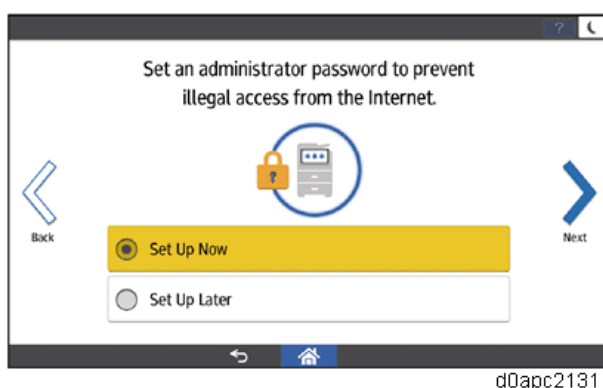 ?
Set an administrator password to prevent
illegal access from the Internet.
Back
Next
Set Up Now
Set Up Later
d0apc2131